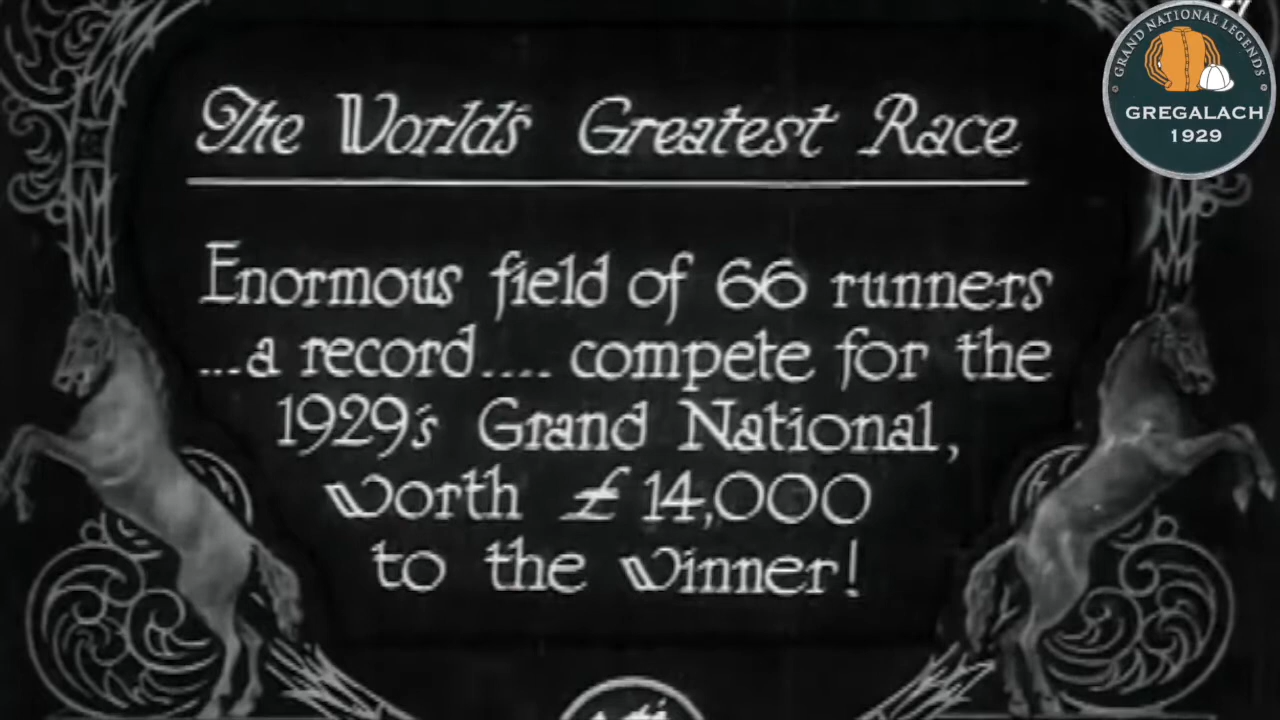 The World's Greatest Race
Enormous field of 66 runners
...a record.... compete for the
1929's Grand National,
worth £14,000
to the winner!
GRAND NATIONAL LEGENDS
GREGALACH
1929